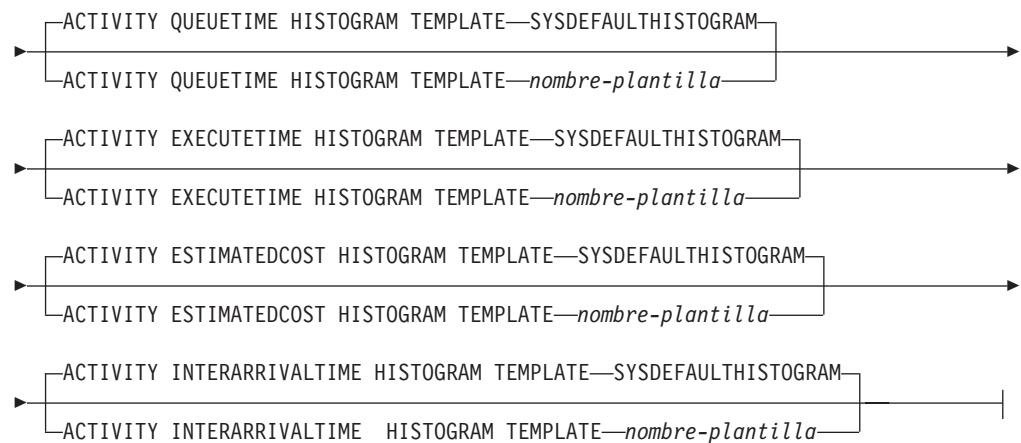 ACTIVITY QUEUETIME HISTOGRAM TEMPLATE SYSDEFAULTHISTOGRAM
ACTIVITY QUEUETIME HISTOGRAM TEMPLATE nombre-plantilla
ACTIVITY EXECUTETIME HISTOGRAM TEMPLATE SYSDEFAULTHISTOGRAM
ACTIVITY EXECUTETIME HISTOGRAM TEMPLATE nombre-plantilla
ACTIVITY ESTIMATEDCOST HISTOGRAM TEMPLATE SYSDEFAULTHISTOGRAM
ACTIVITY ESTIMATEDCOST HISTOGRAM TEMPLATE nombre-plantilla
ACTIVITY INTERARRIVALTIME HISTOGRAM TEMPLATE SYSDEFAULTHISTOGRAM
ACTIVITY INTERARRIVALTIME HISTOGRAM TEMPLATE nombre-plantilla